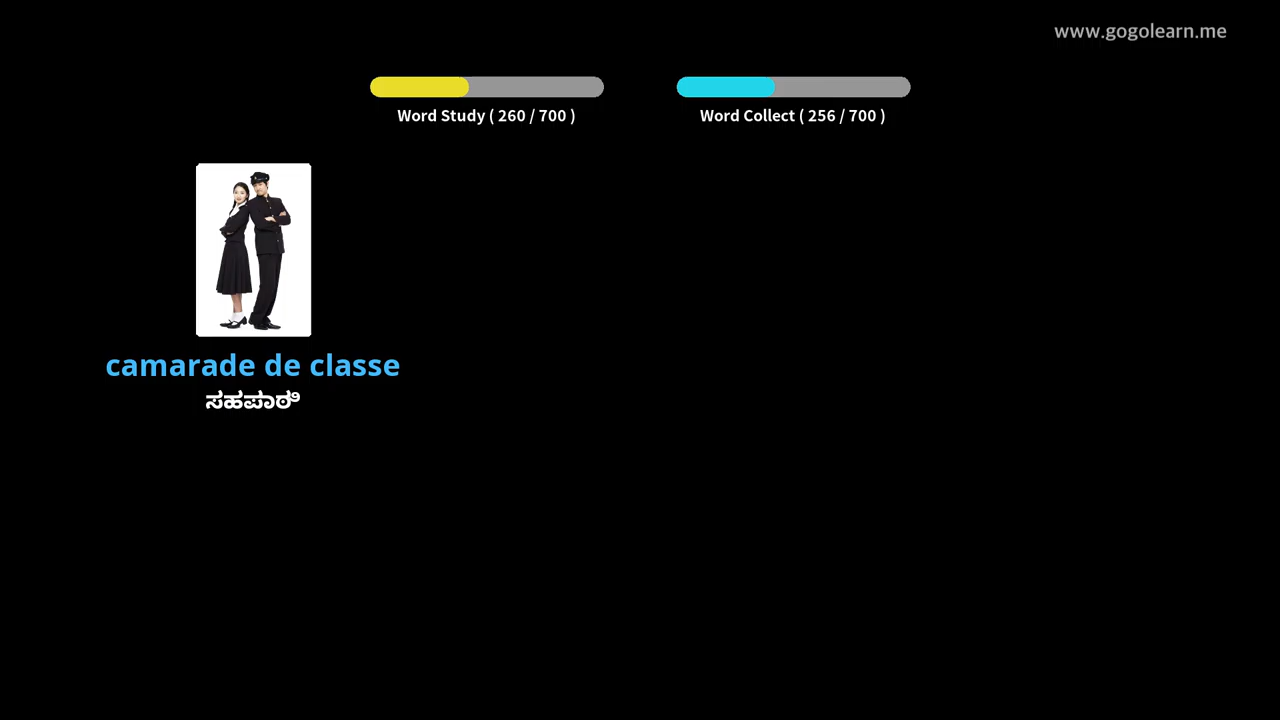 www.gogolearn.me
Word Study ( 260 / 700 )
Word Collect ( 256 / 700 )
camarade de classe
ಸಹಪಾಠಿ